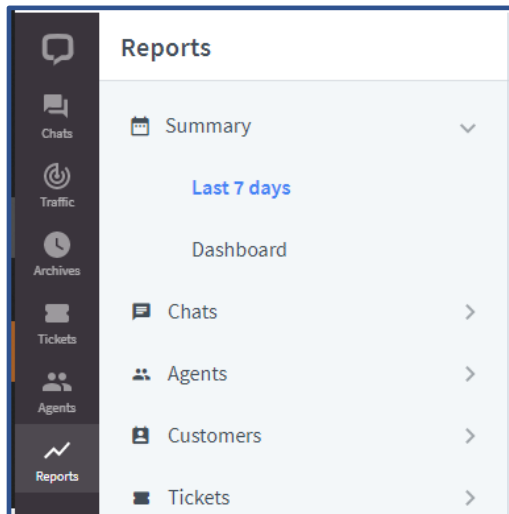 Reports
Chats
Traffic
Archives
Tickets
Agents
Reports
Summary
Last 7 days
Dashboard
Chats
Agents
Customers
Tickets